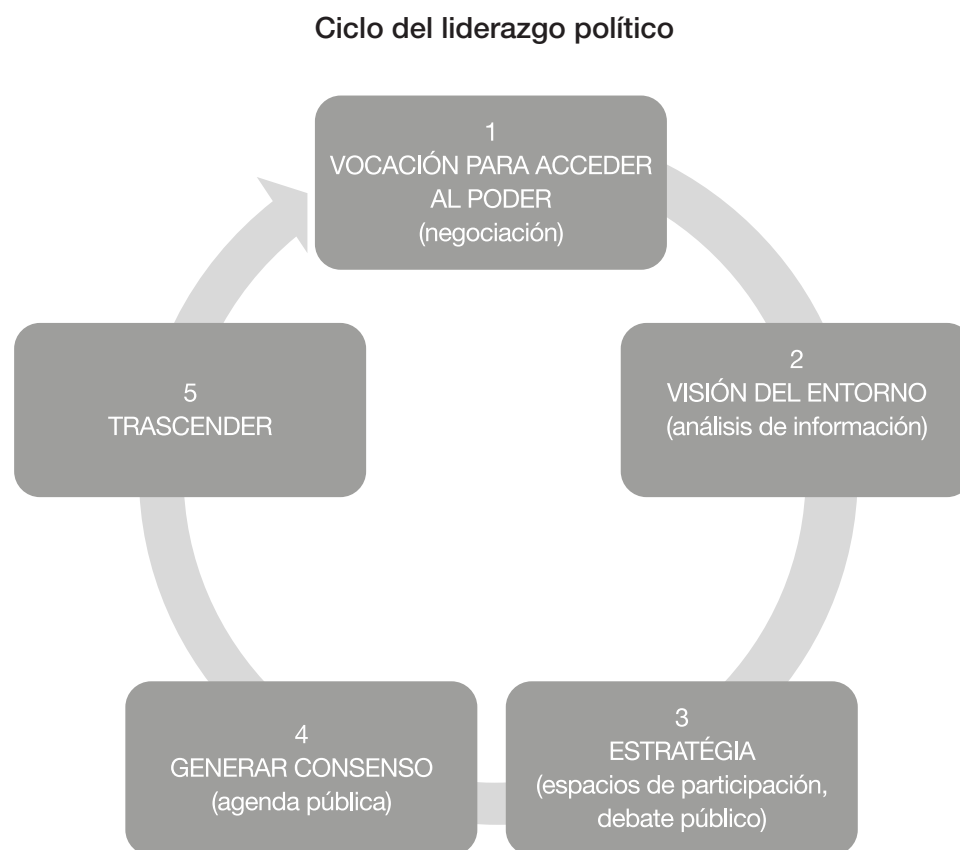 Ciclo del liderazgo político
1
VOCACIÓN PARA ACCEDER
AL PODER
(negociación)
2
VISIÓN DEL ENTORNO
(análisis de información)
3
ESTRATÉGIA
(espacios de participación,
debate público)
4
GENERAR CONSENSO
(agenda pública)
5
TRASCENDER